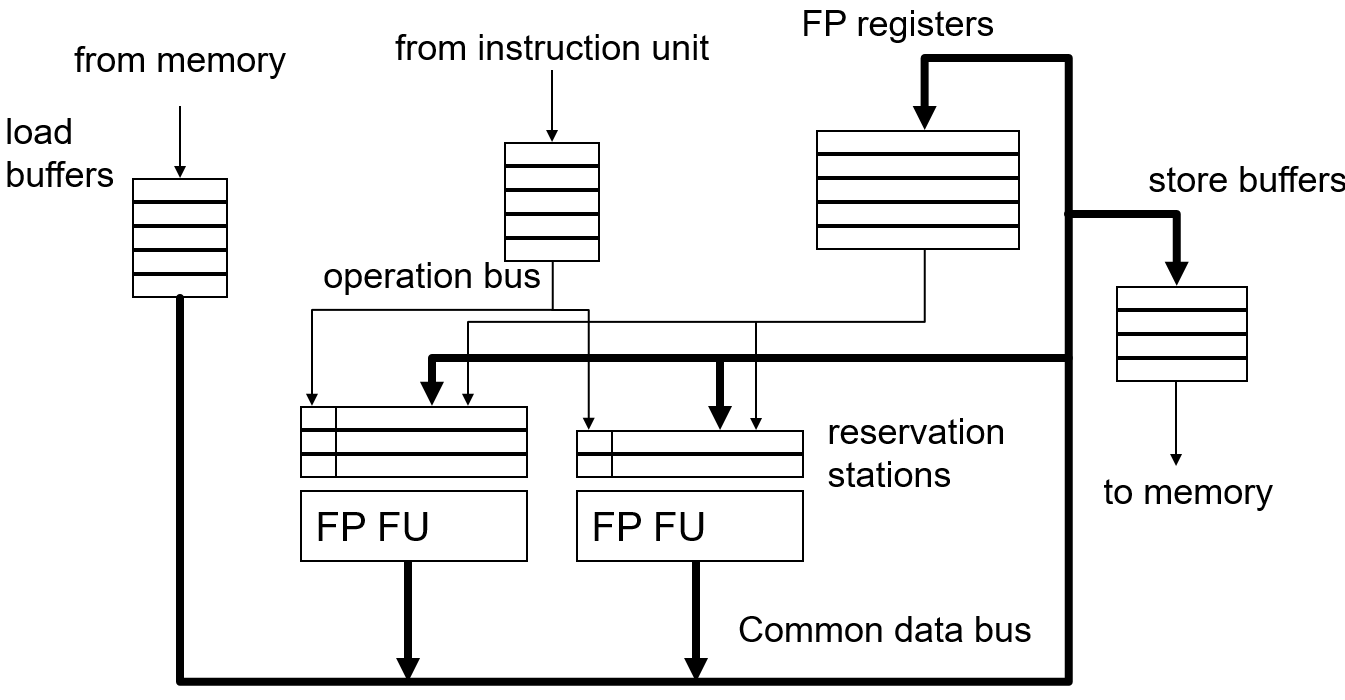 FP registers
from instruction unit
from memory
load
buffers
store buffers
operation bus
reservation
stations
to memory
FP FU
FP FU
Common data bus